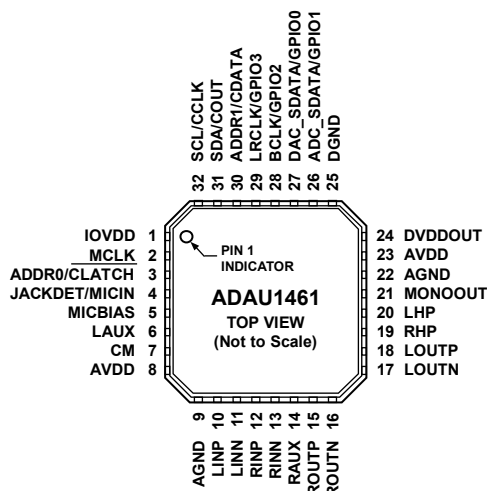 32 SCL/CCLK
31 SDA/COUT
30 ADDR1/CDATA
29 LRCLK/GPIO3
28 BCLK/GPIO2
27 DAC_SDATA/GPIO0
26 ADC_SDATA/GPIO1
25 DGND
IOVDD 1
MCLK 2
ADDR0/CLATCH 3
JACKDET/MICIN 4
MICBIAS 5
LAUX 6
CM 7
AVDD 8
PIN 1
INDICATOR
ADAU1461
TOP VIEW
(Not to Scale)
24 DVDDOUT
23 AVDD
22 AGND
21 MONOOUT
20 LHP
19 RHP
18 LOUTP
17 LOUTN
AGND 9
LINP 10
LINN 11
RINP 12
RINN 13
RAUX 14
ROUTP 15
ROUTN 16